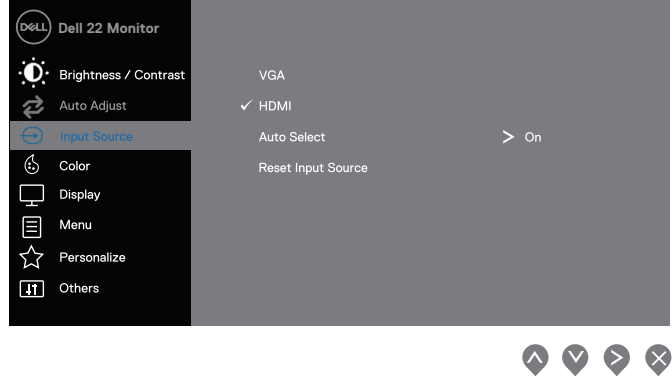 DELL Dell 22 Monitor
Brightness / Contrast
VGA
Auto Adjust
HDMI
Input Source
Auto Select
On
Color
Reset Input Source
Display
Menu
Personalize
Others